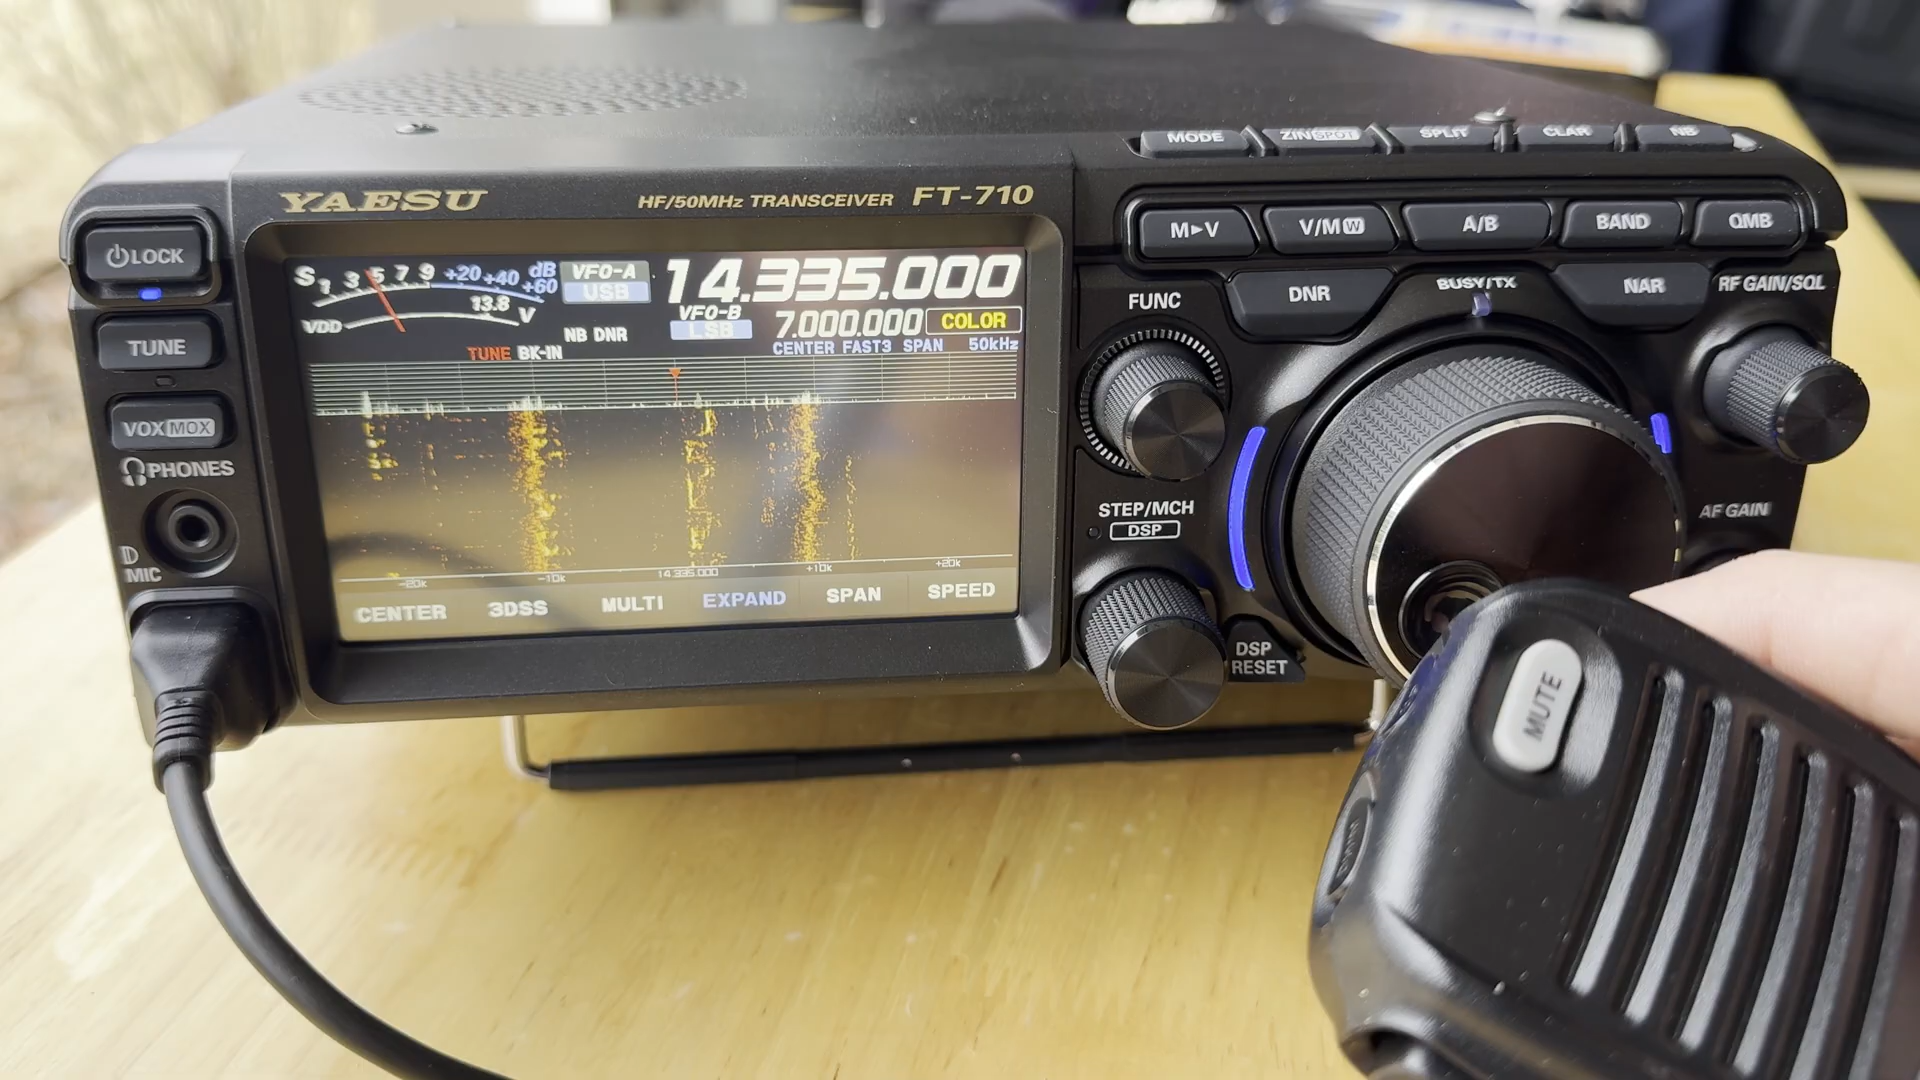 MODE ZIN SPOT SPLIT CLAR NB
YAESU HF/50MHz TRANSCEIVER FT-710
M►V V/M W A/B BAND QMB
LOCK
TUNE
VOX MOX
PHONES
MIC
S 1 3 5 7 9 +20 +40 +60 dB
VDD 13.8 V
VFO-A
USB
14.335.000
VFO-B
LSB
7.000.000 COLOR
NB DNR
TUNE BK-IN
CENTER FAST3 SPAN 50kHz
-20k -10k 14.335.000 +10k +20k
CENTER 3DSS MULTI EXPAND SPAN SPEED
FUNC
DNR
BUSY/TX
NAR
RF GAIN/SQL
STEP/MCH
DSP
AF GAIN
DSP
RESET
MUTE